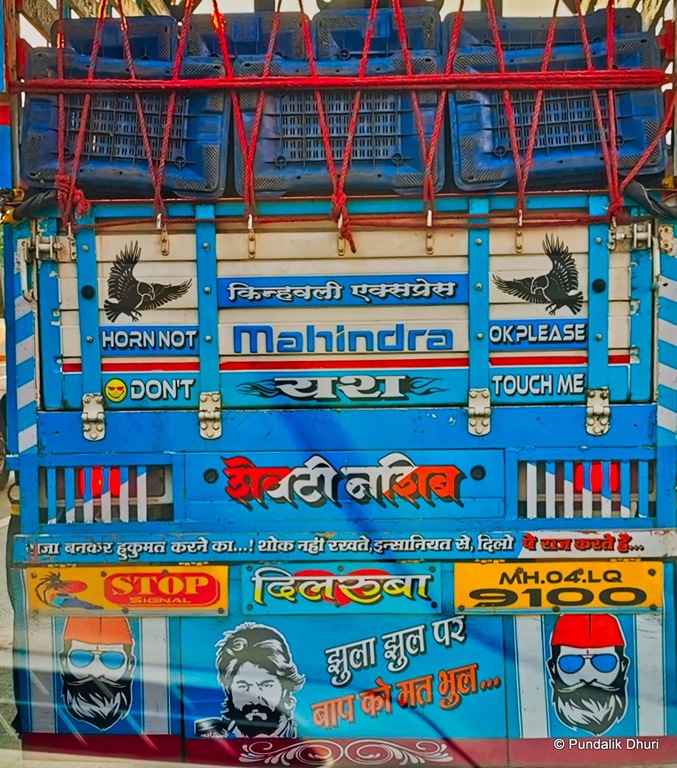 किन्हवली एक्सप्रेस
HORN NOT Mahindra OK PLEASE
DON'T यश TOUCH ME
शेवटी नशिब
राजा बनकर हुकुमत करने का...! शौक नहीं रखते, इन्सानियत से, दिलो पे राज करते है...
STOP दिलरुबा MH.04.LQ
SIGNAL 9100
झुला झुल पर
बाप को मत भुल...
© Pundalik Dhuri